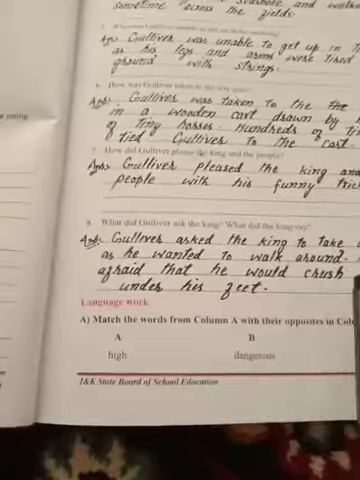 sometime across the fields.
Ans: Gulliver was unable to get up in
as his legs and arms were tired
ground with strings.
6. How was Gulliver taken to the
Ans: Gulliver was taken to the the
in a wooden cart drawn by
of tiny horses. Hundreds of
tied Gulliver to the cart.
7. How did Gulliver please the king and the people?
Ans: Gulliver pleased the king and
people with his funny
8. What did Gulliver ask the king? What did the king say?
Ans: Gulliver asked the king to take
as he wanted to walk around.
afraid that he would crush
under his feet.
Language work
A) Match the words from Column A with their opposites in
A B
high dangerous
J&K State Board of School Education